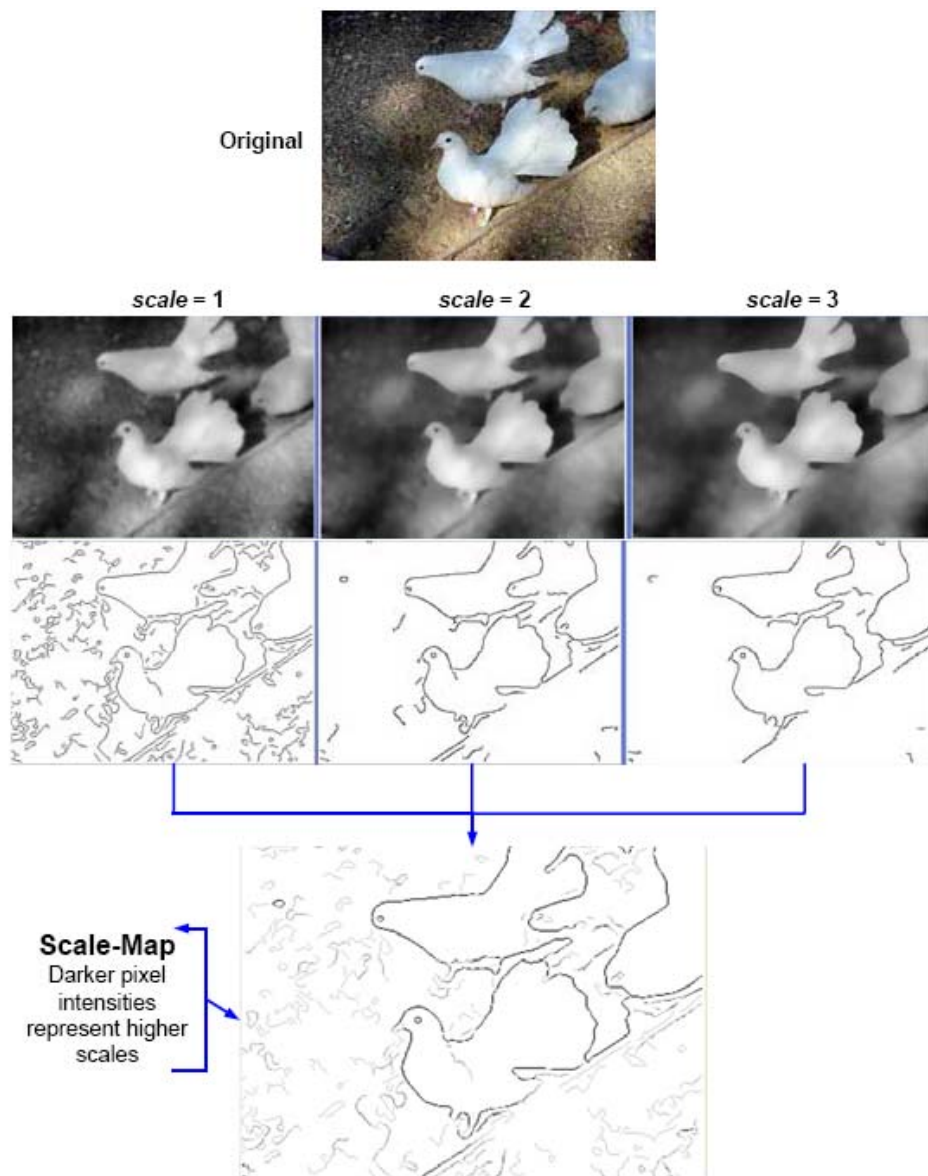 Original
scale = 1
scale = 2
scale = 3
Scale-Map
Darker pixel
intensities
represent higher
scales